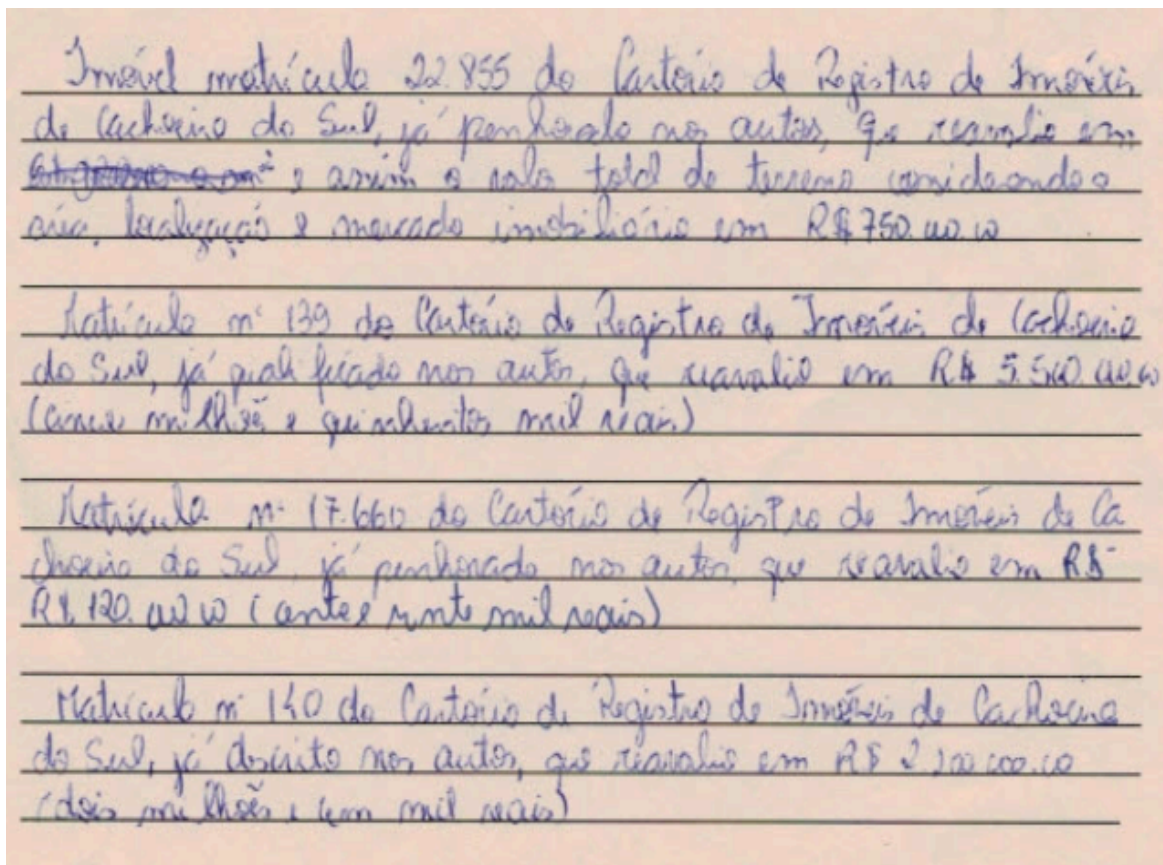 Imóvel matrícula 22.855 do Cartório de Registro de Imóveis
de Cachoeira do Sul, já penhorado nos autos, que reavalio em
e assim o valor total do terreno considerando a
área, localização e mercado imobiliário em R$ 750.000.00
Matrícula nº 139 do Cartório de Registro de Imóveis de Cachoeira
do Sul, já qualificado nos autos, que reavalio em R$ 5.500.000.00
(cinco milhões e quinhentos mil reais)
Matrícula nº 17.660 do Cartório de Registro de Imóveis de Ca
choeira do Sul, já penhorado nos autos, que reavalio em R$
R$ 120.000.00 (cento e vinte mil reais)
Matrícula nº 140 do Cartório de Registro de Imóveis de Cachoeira
do Sul, já descrito nos autos, que reavalio em R$ 2.100.000.00
(dois milhões e cem mil reais)